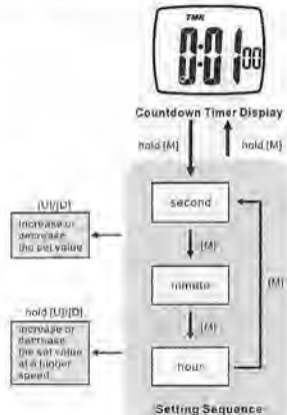 TMR
0:01 00
Countdown Timer Display
hold [M]
hold [M]
[U]/[D]
increase or
decrease
the set value
second
[M]
[M]
minute
hold [U]/[D]
[M]
increase or
decrease
the set value
at a higher
speed
hour
Setting Sequence